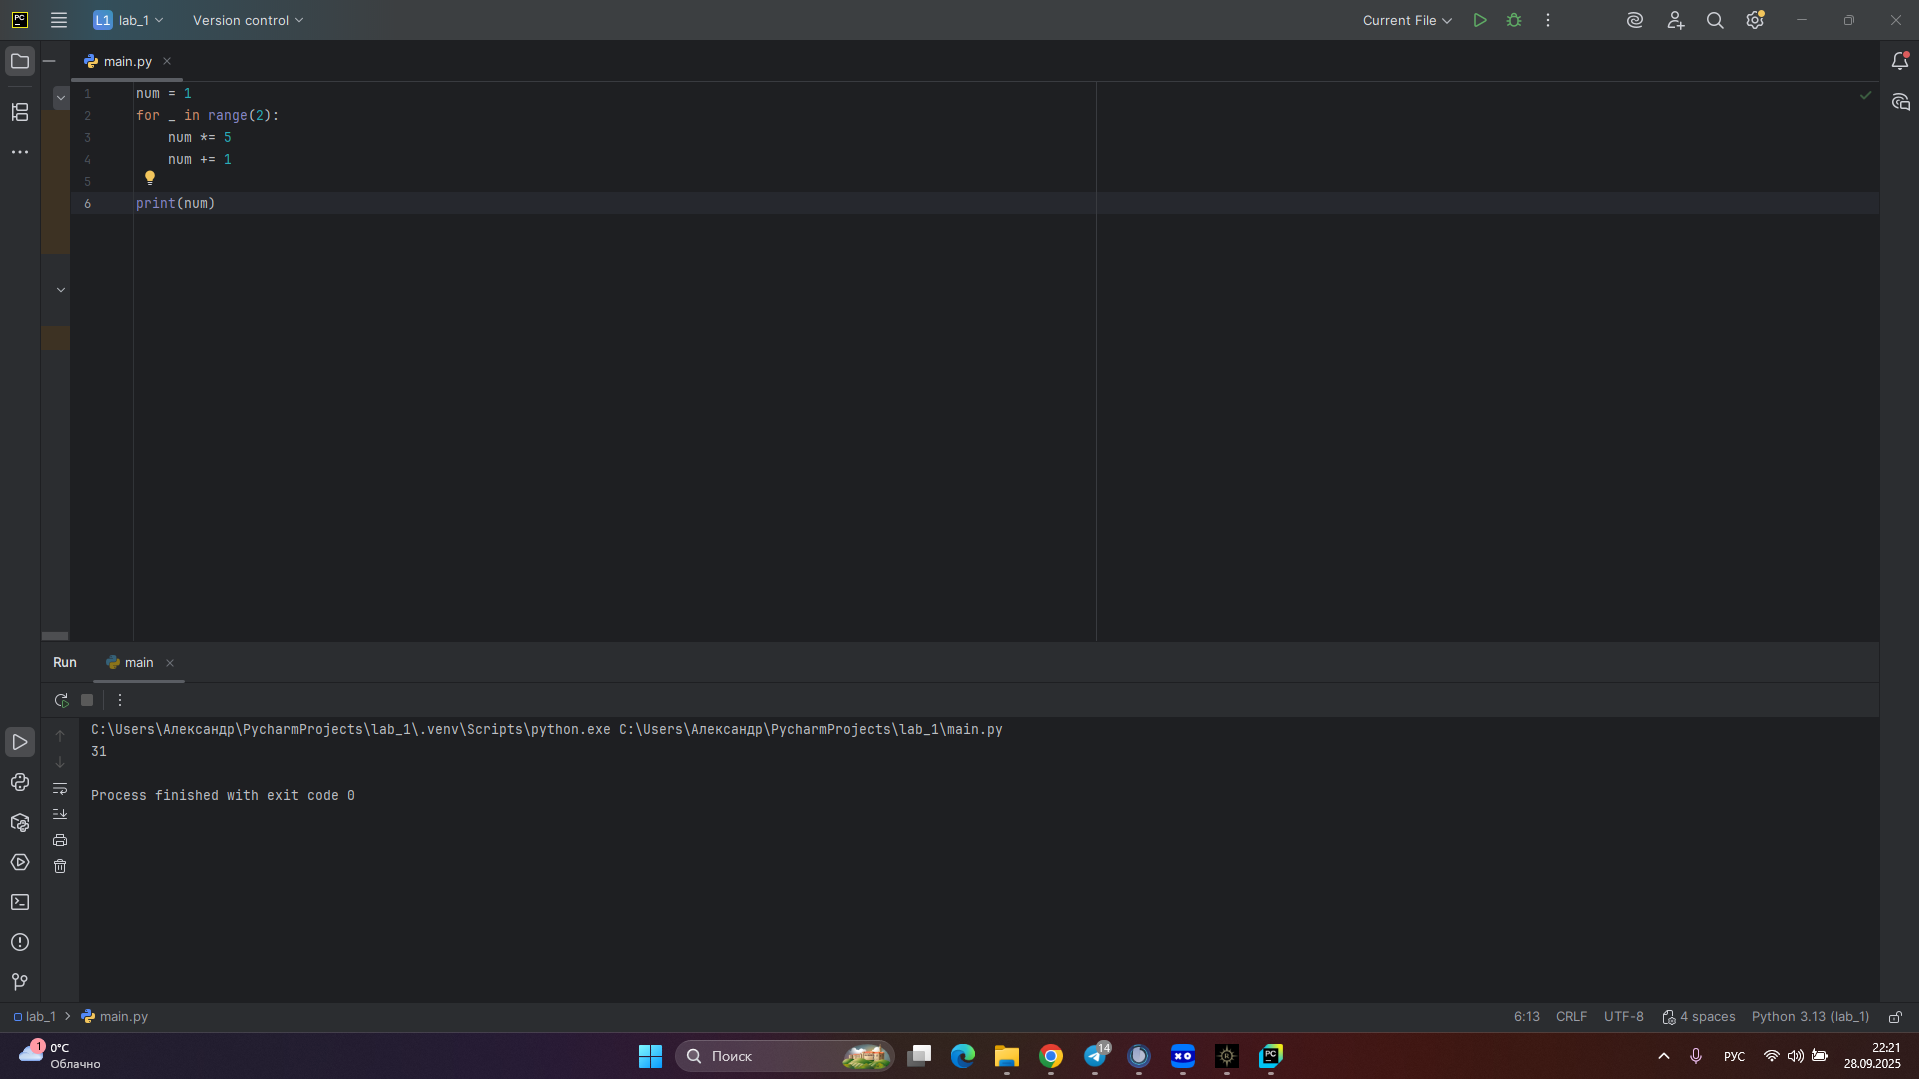 PC
L1 lab_1
Version control
Current File
main.py
1 num = 1
2 for _ in range(2):
3 num *= 5
4 num += 1
5
6 print(num)
Run
main
C:\Users\Александр\PycharmProjects\lab_1\.venv\Scripts\python.exe C:\Users\Александр\PycharmProjects\lab_1\main.py
31
Process finished with exit code 0
lab_1 > main.py
6:13 CRLF UTF-8 4 spaces Python 3.13 (lab_1)
1
0°C
Облачно
Поиск
14
XO
R
PC
РУС
22:21
28.09.2025